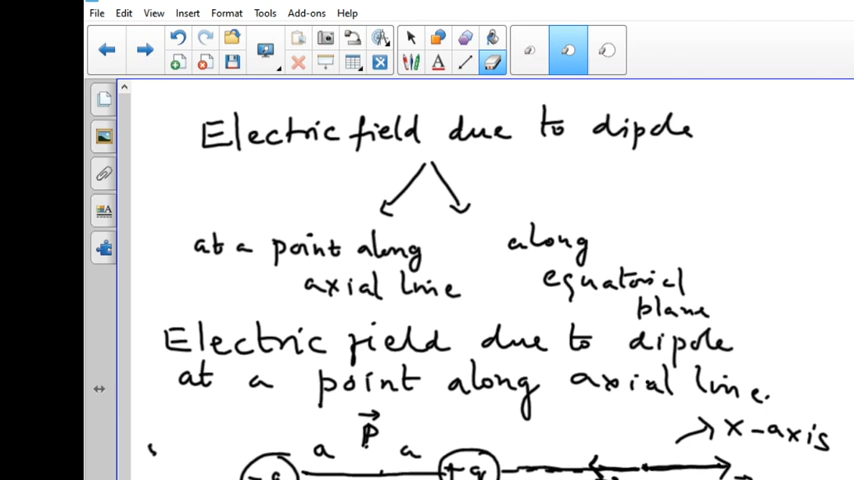 File Edit View Insert Format Tools Add-ons Help
Electric field due to dipole
at a point along
axial line
along
equatorial
plane
Electric field due to dipole
at a point along axial line.
P
a a
x-axis
-q +q